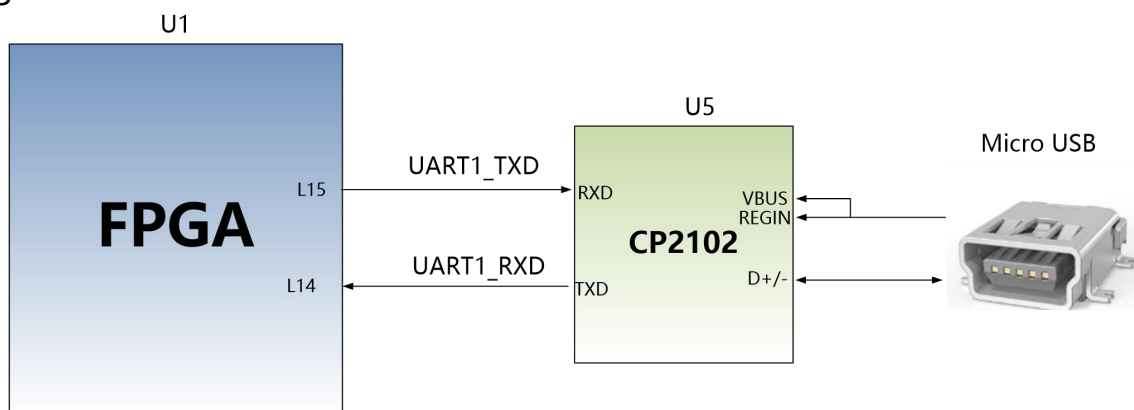 U1
U5
Micro USB
UART1_TXD
L15
RXD
VBUS
REGIN
FPGA
CP2102
UART1_RXD
L14
TXD
D+/-